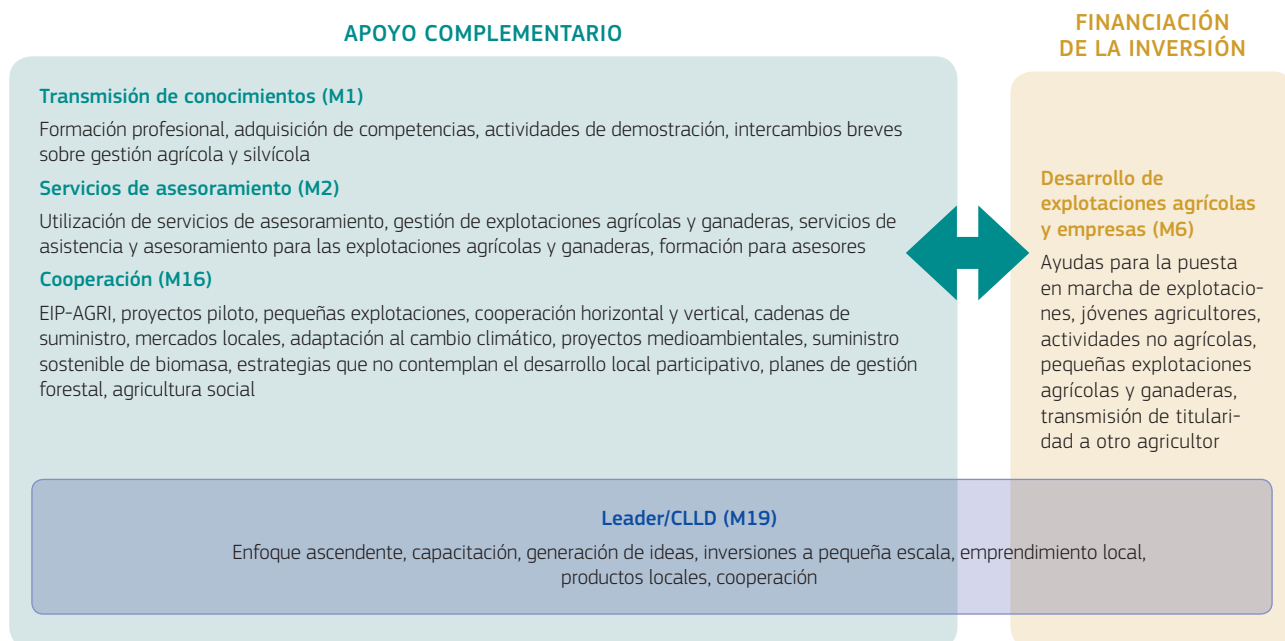 APOYO COMPLEMENTARIO
Transmisión de conocimientos (M1)
Formación profesional, adquisición de competencias, actividades de demostración, intercambios breves
sobre gestión agrícola y silvícola
Servicios de asesoramiento (M2)
Utilización de servicios de asesoramiento, gestión de explotaciones agrícolas y ganaderas, servicios de
asistencia y asesoramiento para las explotaciones agrícolas y ganaderas, formación para asesores
Cooperación (M16)
EIP-AGRI, proyectos piloto, pequeñas explotaciones, cooperación horizontal y vertical, cadenas de
suministro, mercados locales, adaptación al cambio climático, proyectos medioambientales, suministro
sostenible de biomasa, estrategias que no contemplan el desarrollo local participativo, planes de gestión
forestal, agricultura social
FINANCIACIÓN
DE LA INVERSIÓN
Desarrollo de
explotaciones agrícolas
y empresas (M6)
Ayudas para la puesta
en marcha de explotacio-
nes, jóvenes agricultores,
actividades no agrícolas,
pequeñas explotaciones
agrícolas y ganaderas,
transmisión de titulari-
dad a otro agricultor
Leader/CLLD (M19)
Enfoque ascendente, capacitación, generación de ideas, inversiones a pequeña escala, emprendimiento local,
productos locales, cooperación